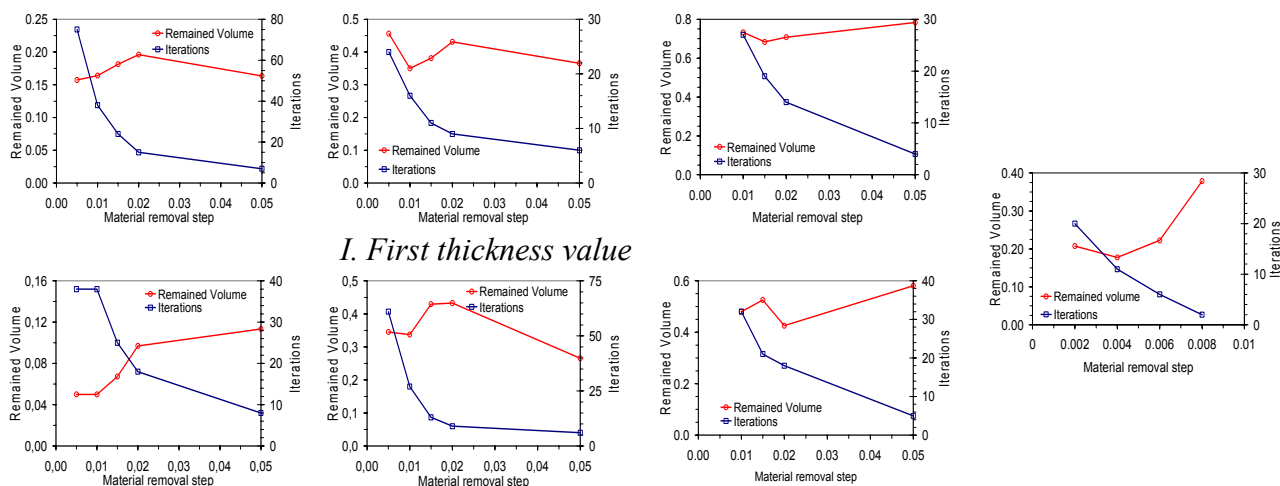 0.25
0.20
0.15
0.10
0.05
0.00
Remained Volume
80
60
40
20
0
Iterations
Remained Volume
Iterations
0.00 0.01 0.02 0.03 0.04 0.05
Material removal step
0.5
0.4
0.3
0.2
0.1
0.0
Remained Volume
30
20
10
0
Iterations
Remained Volume
Iterations
0.00 0.01 0.02 0.03 0.04 0.05
Material removal step
0.8
0.6
0.4
0.2
0.0
Remained Volume
30
20
10
0
Iterations
Remained Volume
Iterations
0.00 0.01 0.02 0.03 0.04 0.05
Material removal step
0.40
0.30
0.20
0.10
0.00
Remained Volume
30
20
10
0
Iterations
Remained volume
Iterations
0 0.002 0.004 0.006 0.008 0.01
Material removal step
I. First thickness value
0,16
0,12
0,08
0,04
0,00
Remained Volume
40
30
20
10
0
Iterations
Remained Volume
Iterations
0,00 0,01 0,02 0,03 0,04 0,05
Material removal step
0,5
0,4
0,3
0,2
0,1
0,0
Remained Volume
75
50
25
0
Iterations
Remained Volume
Iterations
0,00 0,01 0,02 0,03 0,04 0,05
Material removal step
0.6
0.4
0.2
0.0
Remained Volume
40
30
20
10
0
Iterations
Remained Volume
Iterations
0.00 0.01 0.02 0.03 0.04 0.05
Material removal step